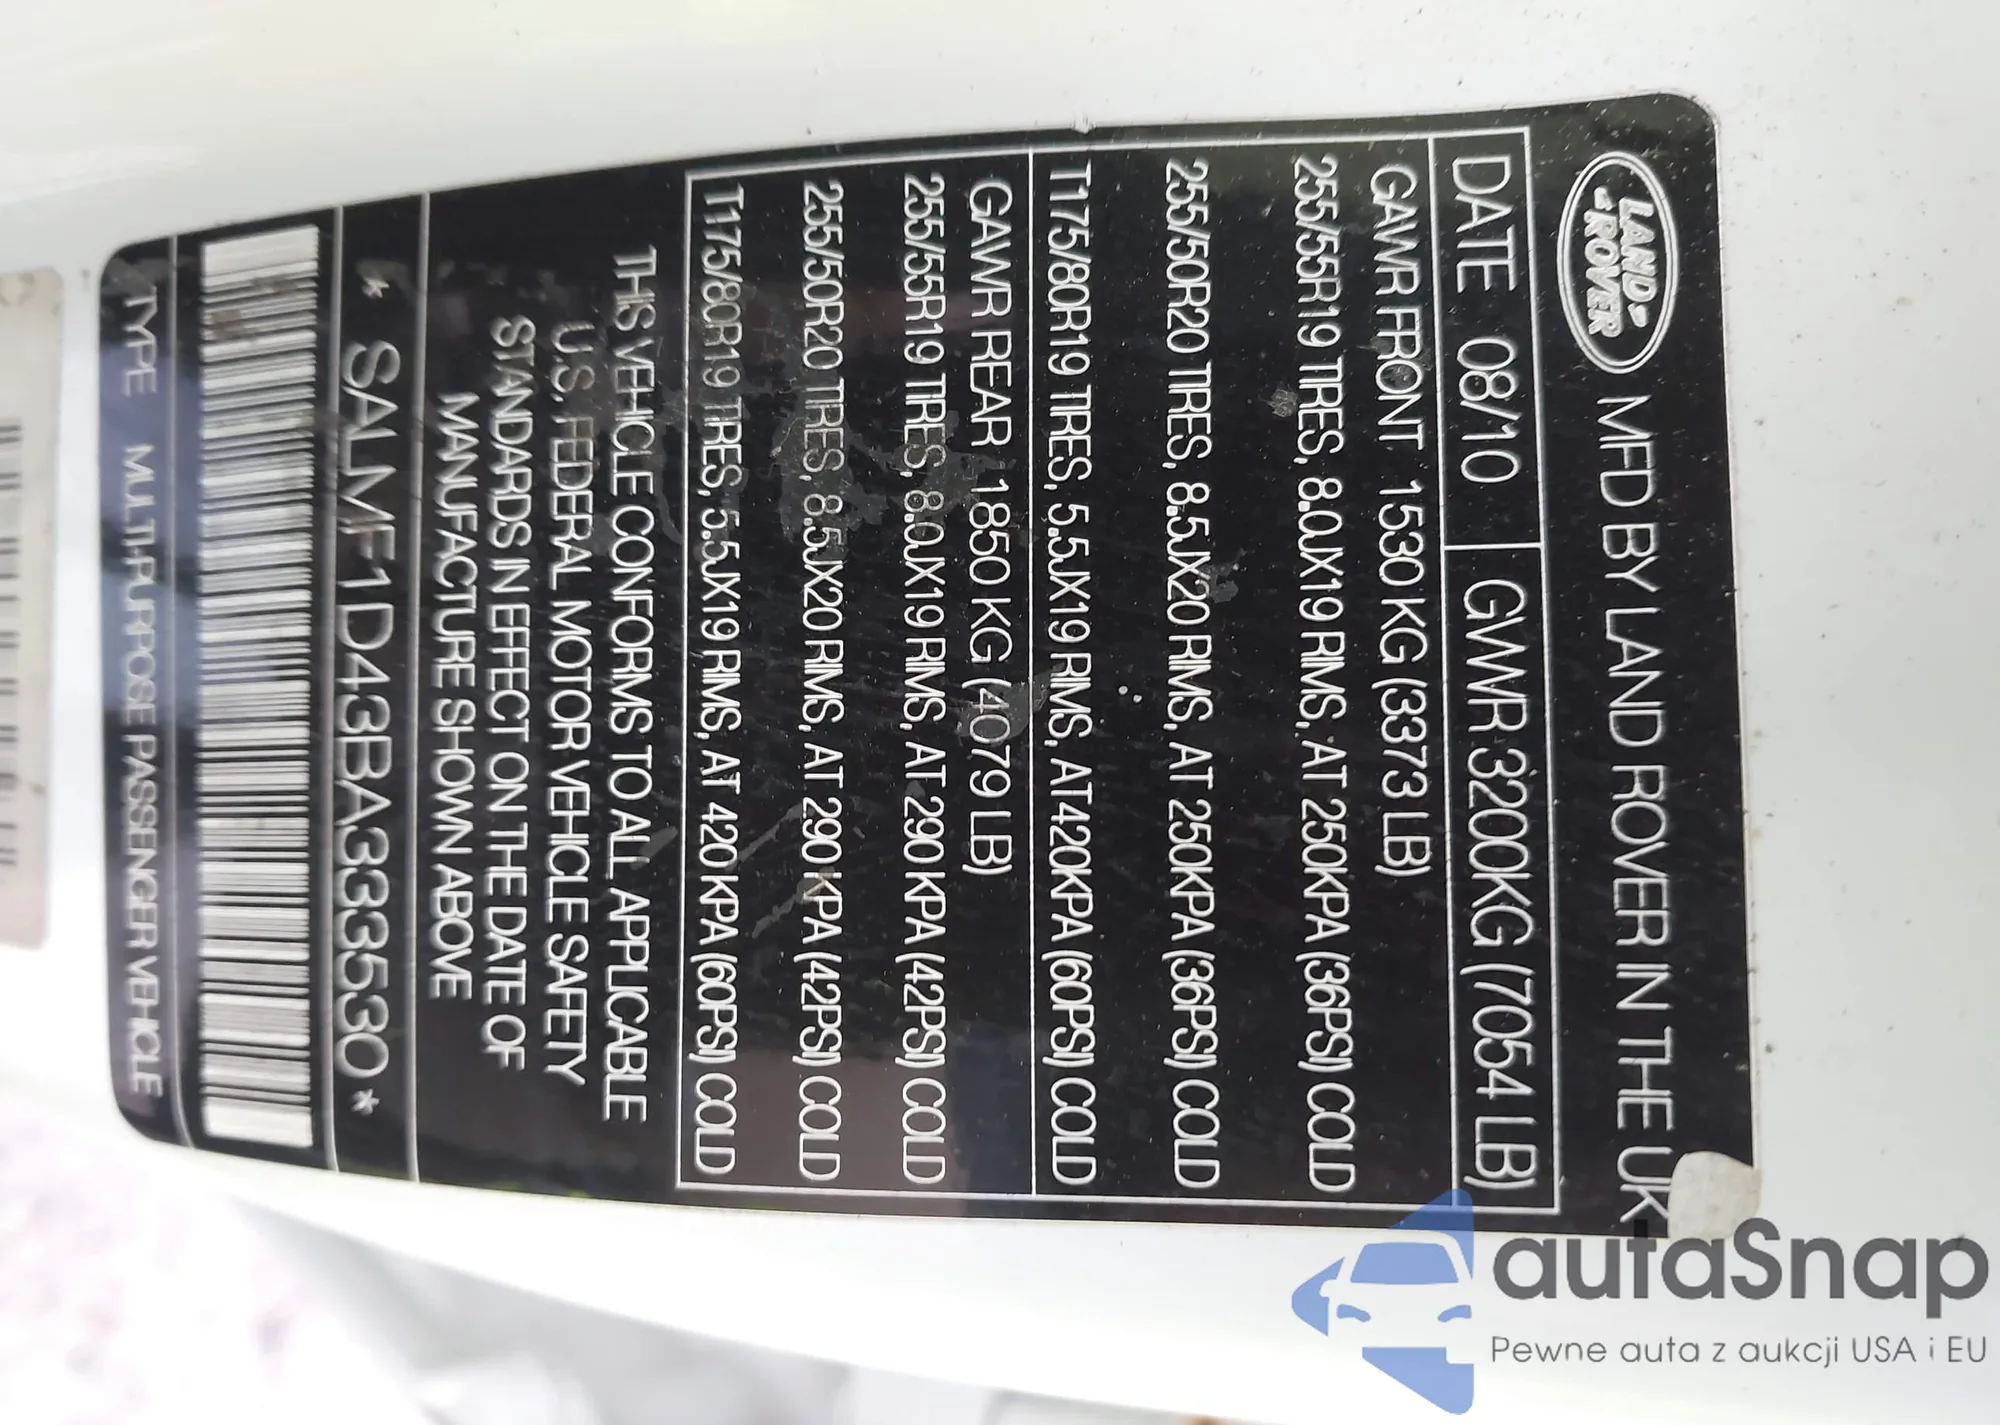 LAND-
-ROVER
MFD BY LAND ROVER IN THE UK
DATE 08/10
GWR 3200KG (7054 LB)
GAWR FRONT 1530 KG (3373 LB)
255/55R19 TIRES, 8.0JX19 RIMS, AT 250KPA (36PSI) COLD
255/50R20 TIRES, 8.5JX20 RIMS, AT 250KPA (36PSI) COLD
T175/80R19 TIRES, 5.5JX19 RIMS, AT420KPA (60PSI) COLD
GAWR REAR 1850 KG (4079 LB)
255/55R19 TIRES, 8.0JX19 RIMS, AT 290 KPA (42PSI) COLD
255/50R20 TIRES, 8.5JX20 RIMS, AT 290 KPA (42PSI) COLD
T175/80R19 TIRES, 5.5JX19 RIMS, AT 420 KPA (60PSI) COLD
THIS VEHICLE CONFORMS TO ALL APPLICABLE
U.S. FEDERAL MOTOR VEHICLE SAFETY
STANDARDS IN EFFECT ON THE DATE OF
MANUFACTURE SHOWN ABOVE
* SALMF1D43BA333530 *
TYPE MULTI-PURPOSE PASSENGER VEHICLE
autaSnap
Pewne auta z aukcji USA i EU